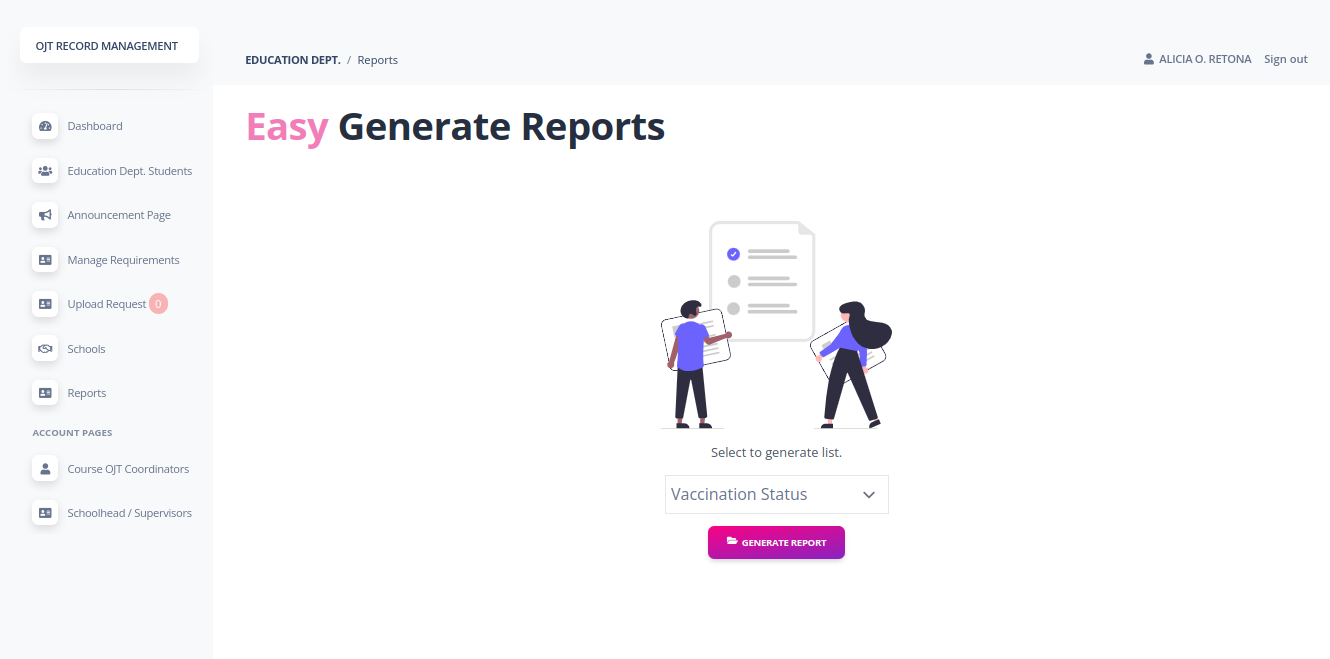 OJT RECORD MANAGEMENT
EDUCATION DEPT. / Reports
ALICIA O. RETONA Sign out
Dashboard
Education Dept. Students
Announcement Page
Manage Requirements
Upload Request 0
Schools
Reports
ACCOUNT PAGES
Course OJT Coordinators
Schoolhead / Supervisors
Easy Generate Reports
Select to generate list.
Vaccination Status
GENERATE REPORT